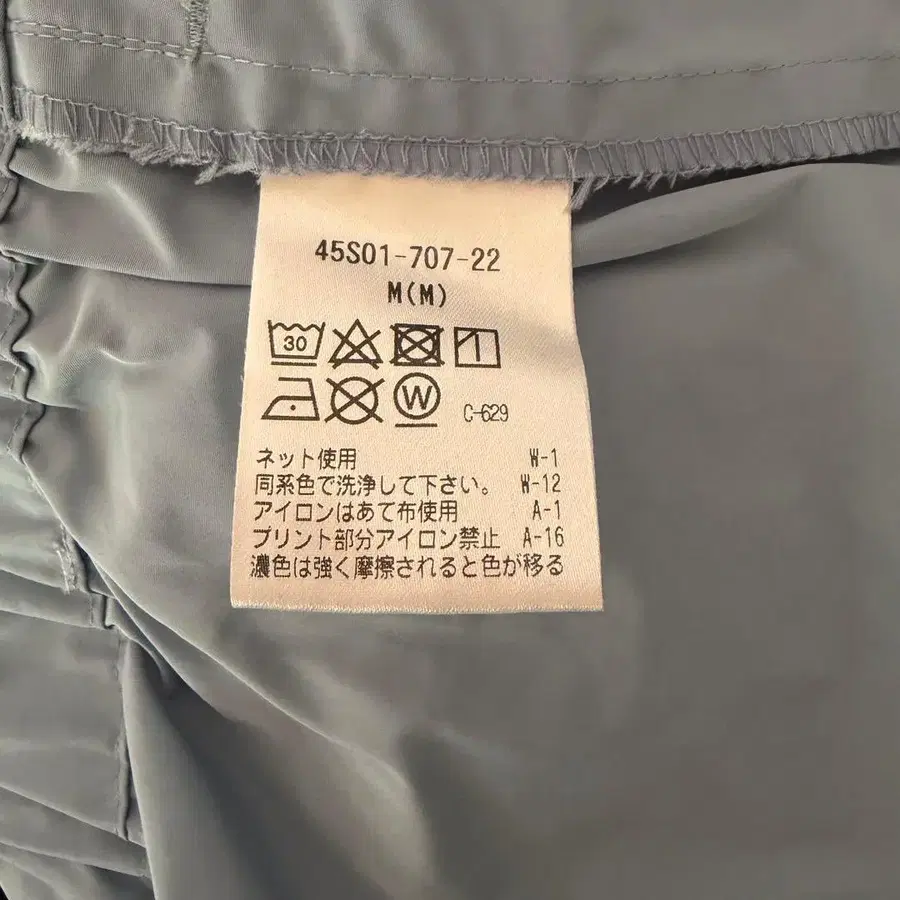 45S01-707-22
M(M)
30
W C-629
ネット使用 W-1
同系色で洗浄して下さい。 W-12
アイロンはあて布使用 A-1
プリント部分アイロン禁止 A-16
濃色は強く摩擦されると色が移る